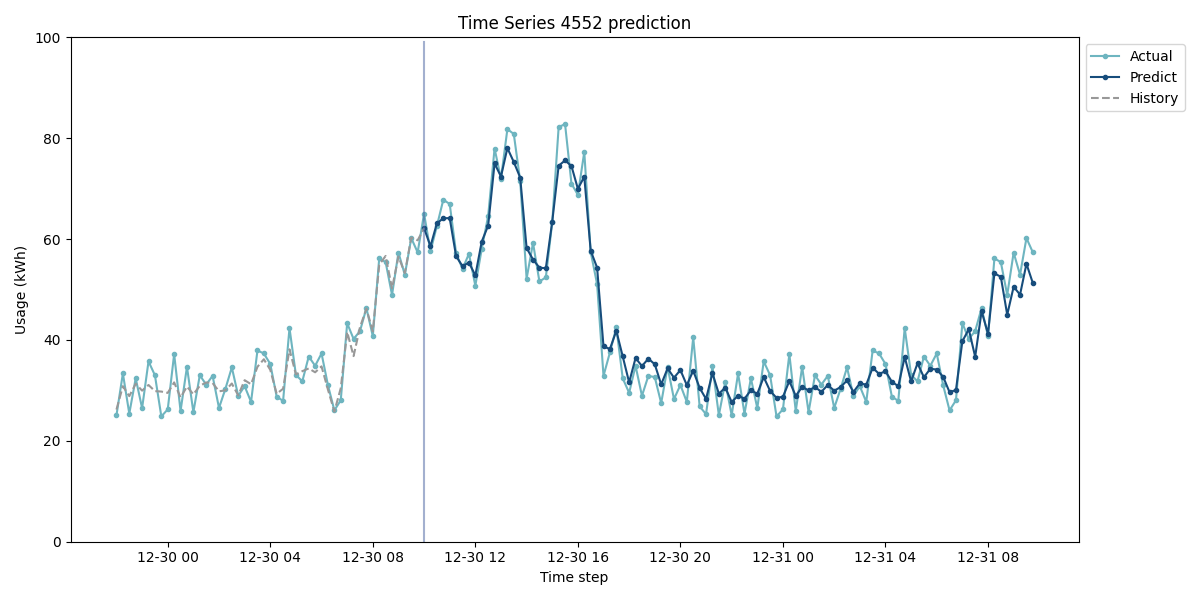 Time Series 4552 prediction
100
80
60
40
20
0
Usage (kWh)
12-30 00
12-30 04
12-30 08
12-30 12
12-30 16
12-30 20
12-31 00
12-31 04
12-31 08
Time step
Actual
Predict
History